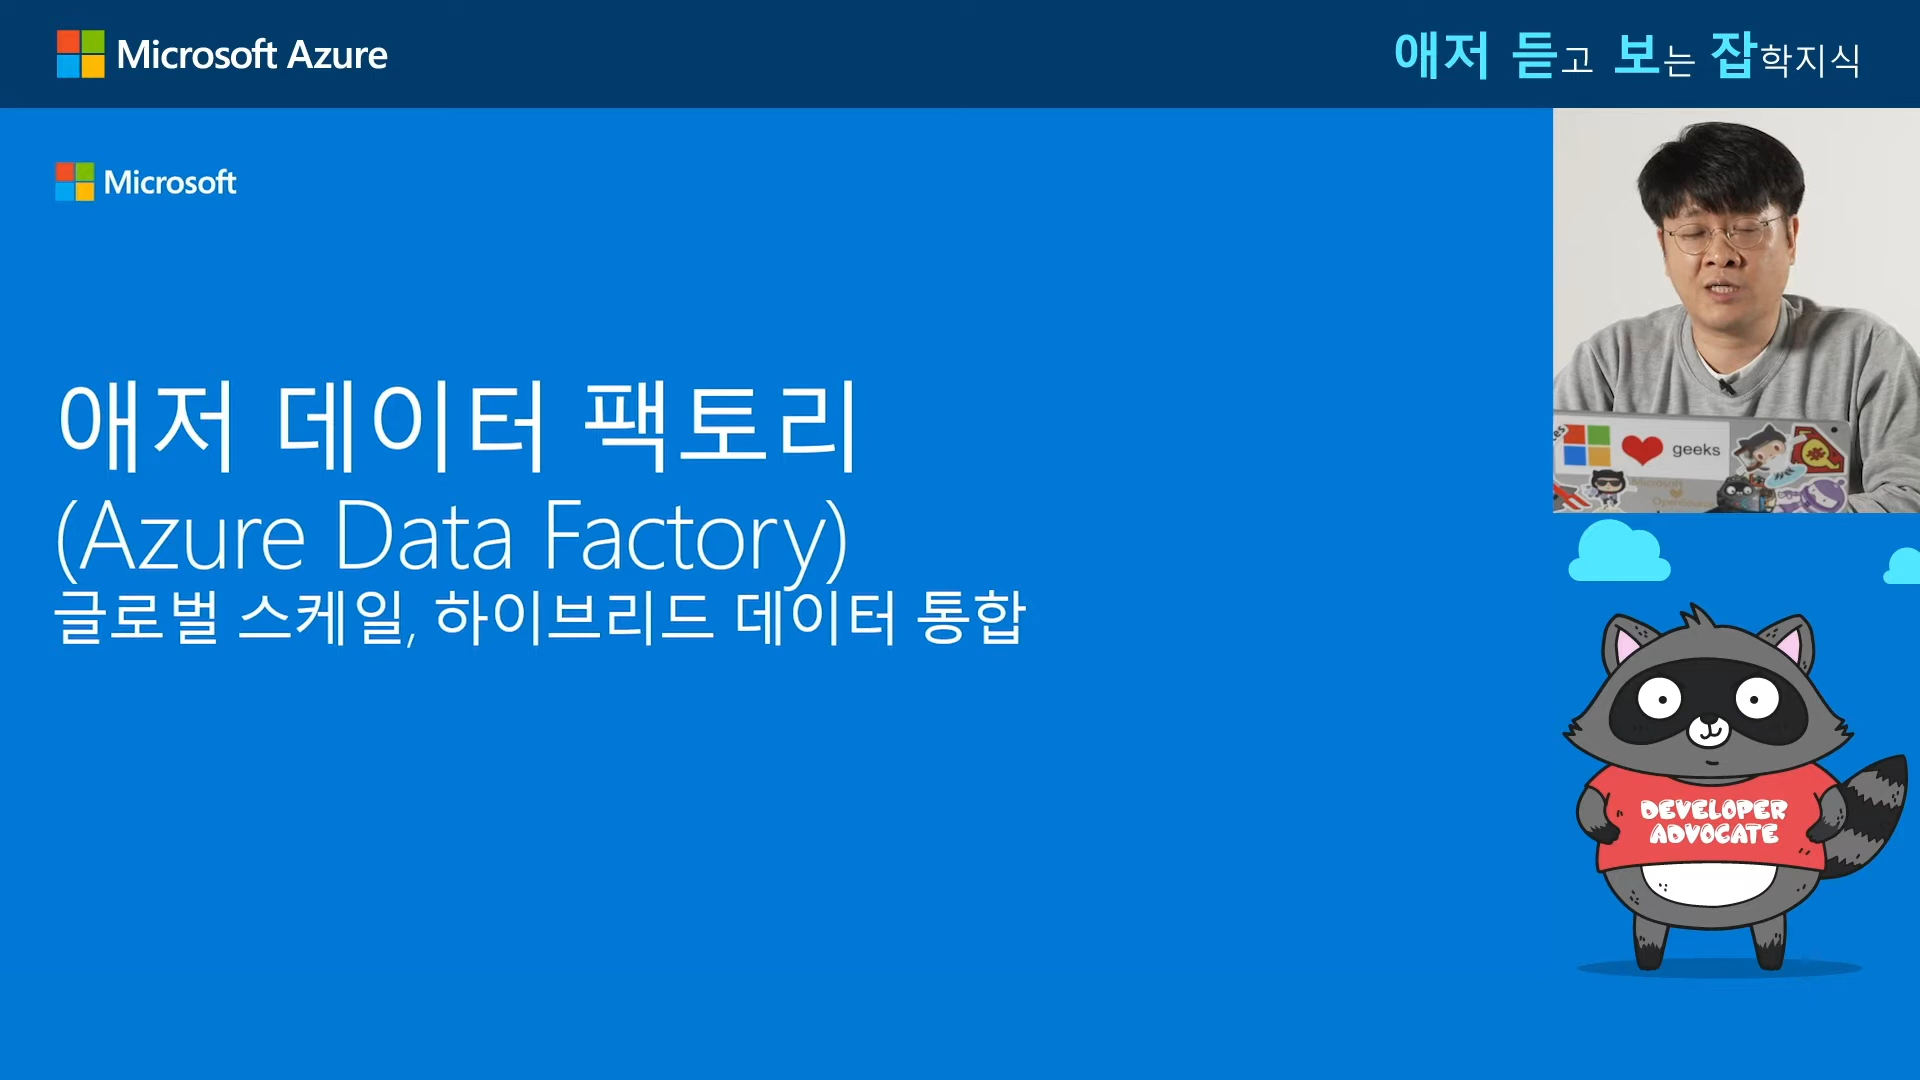 Microsoft Azure
애저 듣고 보는 잡학지식
Microsoft
geeks
애저 데이터 팩토리
(Azure Data Factory)
글로벌 스케일, 하이브리드 데이터 통합
DEVELOPER
ADVOCATE